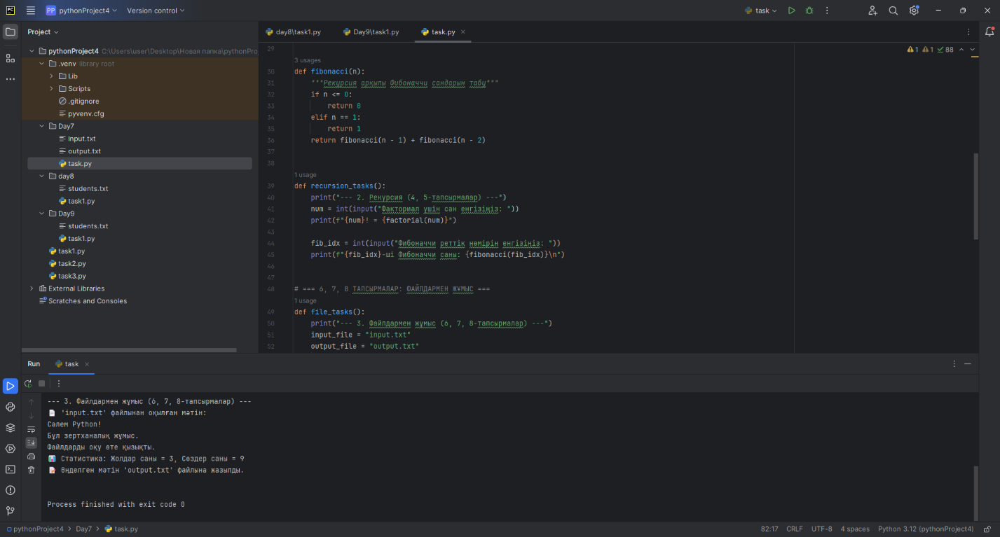 PC
PP pythonProject4
Version control
task
Project
day8\task1.py
Day9\task1.py
task.py
pythonProject4 C:\Users\user\Desktop\Новая папка\pythonPro
.venv library root
Lib
Scripts
.gitignore
pyvenv.cfg
Day7
input.txt
output.txt
task.py
day8
students.txt
task1.py
Day9
students.txt
task1.py
task1.py
task2.py
task3.py
External Libraries
Scratches and Consoles
1 1 88
29
3 usages
30 def fibonacci(n):
31 """Рекурсия арқылы Фибоначчи сандарын табу"""
32 if n <= 0:
33 return 0
34 elif n == 1:
35 return 1
36 return fibonacci(n - 1) + fibonacci(n - 2)
37
38
1 usage
39 def recursion_tasks():
40 print("--- 2. Рекурсия (4, 5-тапсырмалар) ---")
41 num = int(input("Факториал үшін сан енгізіңіз: "))
42 print(f"{num}! = {factorial(num)}")
43
44 fib_idx = int(input("Фибоначчи реттік нөмірін енгізіңіз: "))
45 print(f"{fib_idx}-ші Фибоначчи саны: {fibonacci(fib_idx)}\n")
46
47
48 # === 6, 7, 8 ТАПСЫРМАЛАР: ФАЙЛДАРМЕН ЖҰМЫС ===
1 usage
49 def file_tasks():
50 print("--- 3. Файлдармен жұмыс (6, 7, 8-тапсырмалар) ---")
51 input_file = "input.txt"
52 output_file = "output.txt"
Run
task
--- 3. Файлдармен жұмыс (6, 7, 8-тапсырмалар) ---
📄 'input.txt' файлынан оқылған мәтін:
Сәлем Python!
Бұл зертханалық жұмыс.
Файлдарды оқу өте қызықты.
📊 Статистика: Жолдар саны = 3, Сөздер саны = 9
📝 Өңделген мәтін 'output.txt' файлына жазылды.
Process finished with exit code 0
pythonProject4 > Day7 > task.py
82:17 CRLF UTF-8 4 spaces Python 3.12 (pythonProject4)